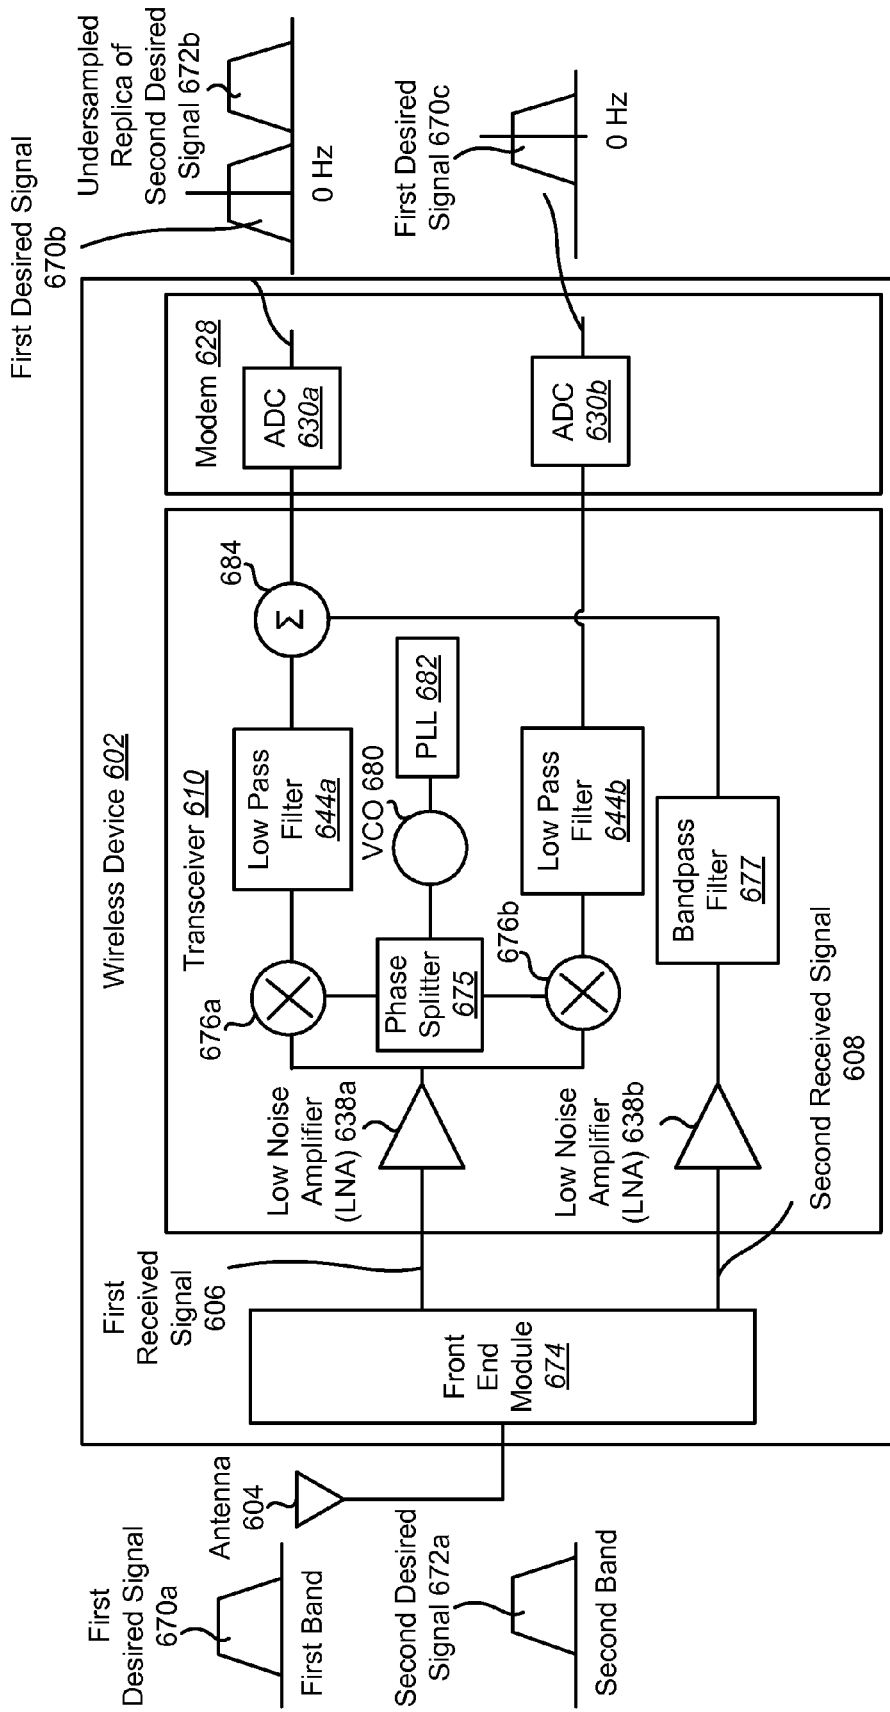 First
Desired Signal
670a
First Band
Second Desired
Signal 672a
Second Band
Antenna
604
Wireless Device 602
First
Received
Signal
606
Front
End
Module
674
Second Received Signal
608
Transceiver 610
Low Noise
Amplifier
(LNA) 638a
Low Noise
Amplifier
(LNA) 638b
676a
Phase
Splitter
675
676b
Low Pass
Filter
644a
VCO 680
PLL 682
Low Pass
Filter
644b
Bandpass
Filter
677
684
Σ
Modem 628
ADC
630a
ADC
630b
First Desired Signal
670b
Undersampled
Replica of
Second Desired
Signal 672b
0 Hz
First Desired
Signal 670c
0 Hz